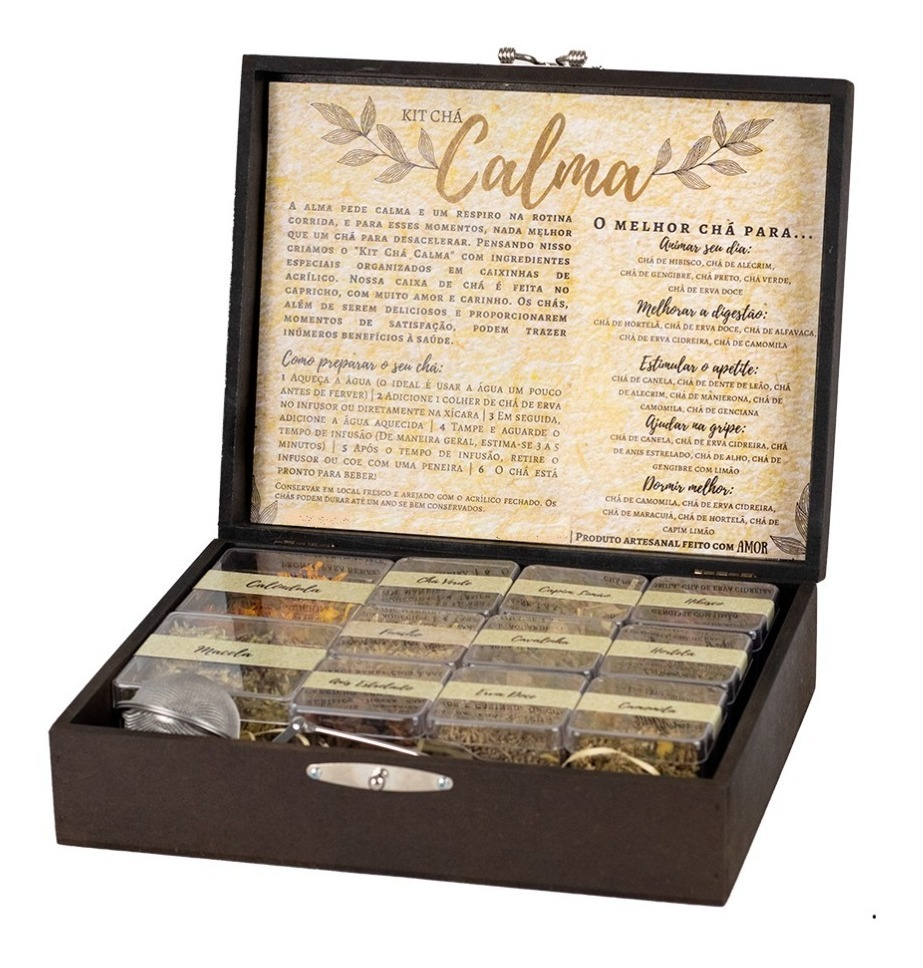 KIT CHÁ
Calma
A ALMA PEDE CALMA E UM RESPIRO NA ROTINA
CORRIDA, E PARA ESSES MOMENTOS, NADA MELHOR
QUE UM CHÁ PARA DESACELERAR. PENSANDO NISSO
CRIAMOS O "KIT CHÁ CALMA" COM INGREDIENTES
ESPECIAIS ORGANIZADOS EM CAIXINHAS DE
ACRÍLICO. NOSSA CAIXA DE CHÁ É FEITA NO
CAPRICHO, COM MUITO AMOR E CARINHO. OS CHÁS,
ALÉM DE SEREM DELICIOSOS E PROPORCIONAREM
MOMENTOS DE SATISFAÇÃO, PODEM TRAZER
INÚMEROS BENEFÍCIOS À SAÚDE.
Como preparar o seu chá:
1 AQUEÇA A ÁGUA (O IDEAL É USAR A ÁGUA UM POUCO
ANTES DE FERVER) | 2 ADICIONE 1 COLHER DE CHÁ DE ERVA
NO INFUSOR OU DIRETAMENTE NA XÍCARA | 3 EM SEGUIDA,
ADICIONE A ÁGUA AQUECIDA | 4 TAMPE E AGUARDE O
TEMPO DE INFUSÃO (DE MANEIRA GERAL, ESTIMA-SE 3 A 5
MINUTOS) | 5 APÓS O TEMPO DE INFUSÃO, RETIRE O
INFUSOR OU COE COM UMA PENEIRA | 6 O CHÁ ESTÁ
PRONTO PARA BEBER!
CONSERVAR EM LOCAL FRESCO E AREJADO COM O ACRÍLICO FECHADO. OS
CHÁS PODEM DURAR ATÉ UM ANO SE BEM CONSERVADOS.
O MELHOR CHÁ PARA...
Animar seu dia:
CHÁ DE HIBISCO, CHÁ DE ALECRIM,
CHÁ DE GENGIBRE, CHÁ PRETO, CHÁ VERDE,
CHÁ DE ERVA DOCE
Melhorar a digestão:
CHÁ DE HORTELÃ, CHÁ DE ERVA DOCE, CHÁ DE ALFAVACA,
CHÁ DE ERVA CIDREIRA, CHÁ DE CAMOMILA
Estimular o apetite:
CHÁ DE CANELA, CHÁ DE DENTE DE LEÃO, CHÁ
DE ALECRIM, CHÁ DE MANJERONA, CHÁ DE
CAMOMILA, CHÁ DE GENCIANA
Ajudar na gripe:
CHÁ DE CANELA, CHÁ DE ERVA CIDREIRA, CHÁ
DE ANIS ESTRELADO, CHÁ DE ALHO, CHÁ DE
GENGIBRE COM LIMÃO
Dormir melhor:
CHÁ DE CAMOMILA, CHÁ DE ERVA CIDREIRA,
CHÁ DE MARACUJÁ, CHÁ DE HORTELÃ, CHÁ DE
CAPIM LIMÃO
|PRODUTO ARTESANAL FEITO COM AMOR
Calêndula
Chá Verde
Capim Limão
Hibisco
Macela
Funcho
Cavalinha
Hortelã
Anis Estrelado
Erva Doce
Camomila